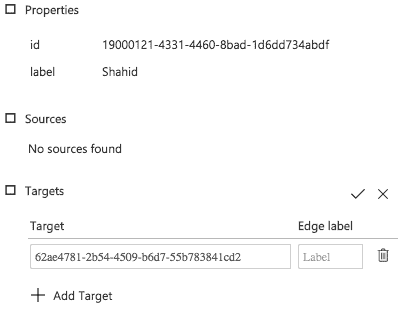 Properties
id 19000121-4331-4460-8bad-1d6dd734abdf
label Shahid
Sources
No sources found
Targets
Target Edge label
62ae4781-2b54-4509-b6d7-55b783841cd2 Label
Add Target